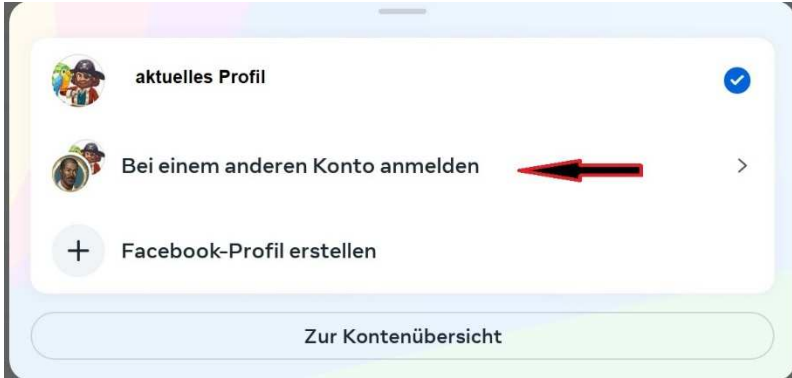 aktuelles Profil
Bei einem anderen Konto anmelden
Facebook-Profil erstellen
Zur Kontenübersicht